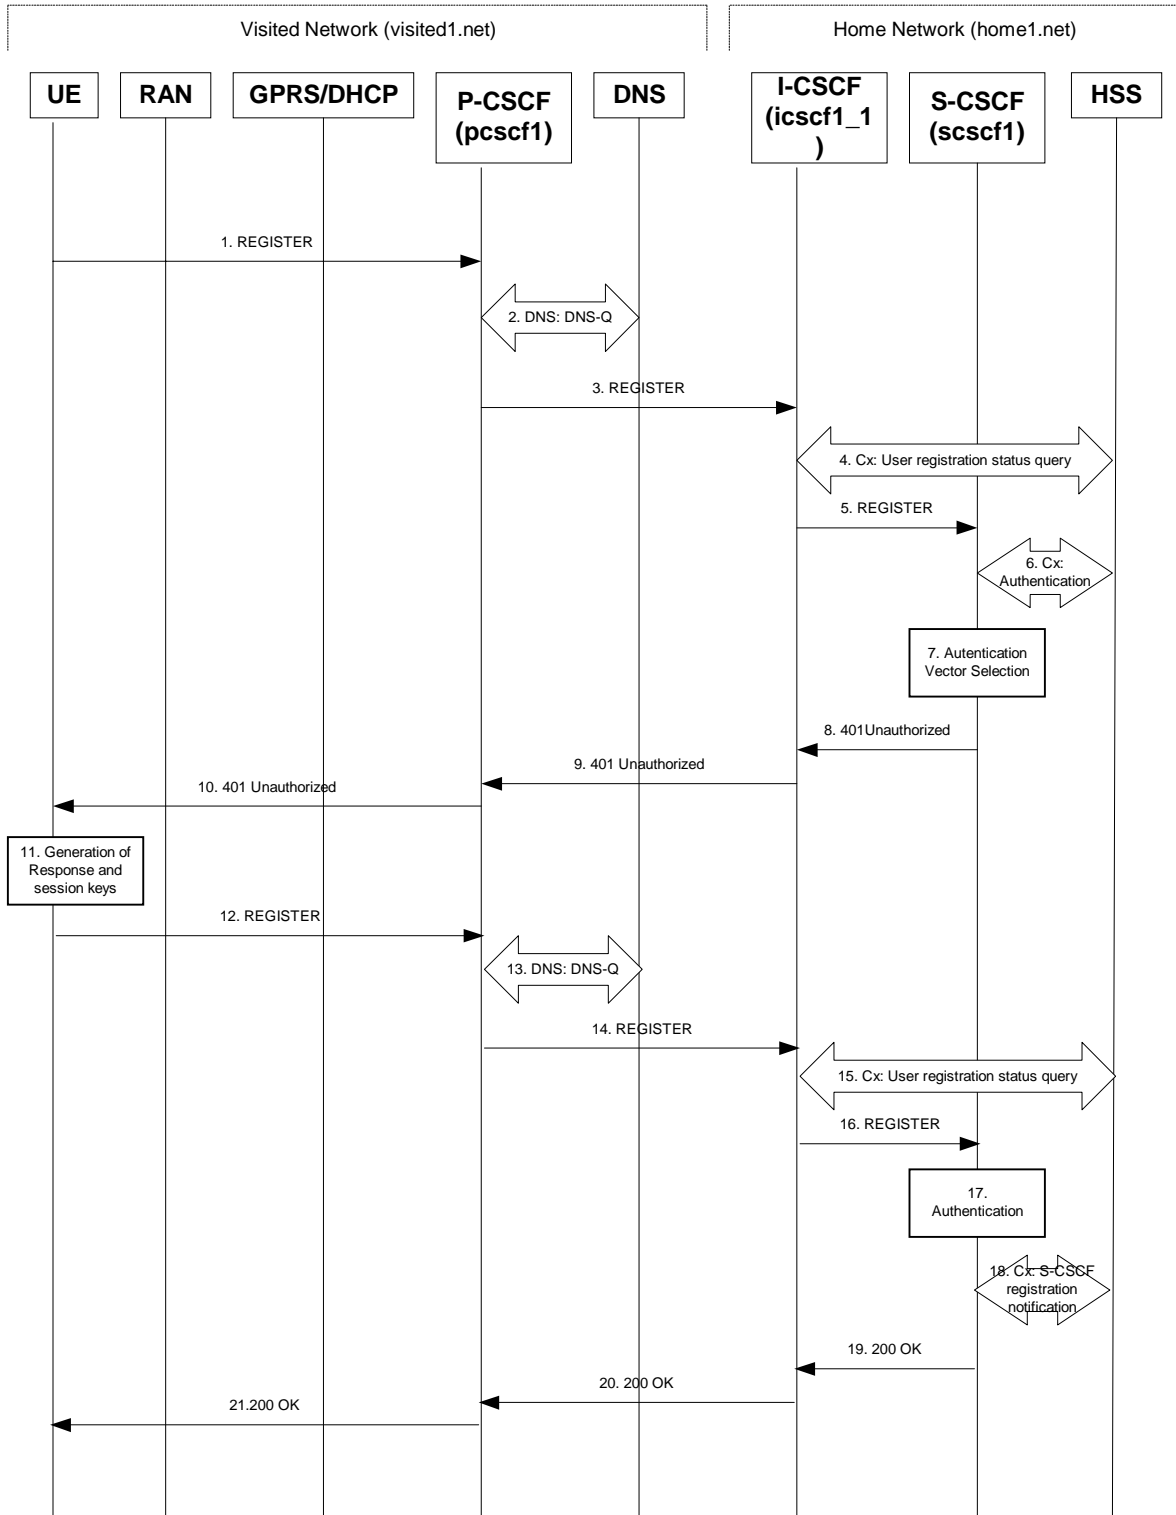 Visited Network (visited1.net)
Home Network (home1.net)
UE
RAN
GPRS/DHCP
P-CSCF
(pcscf1)
DNS
I-CSCF
(icscf1_1
)
S-CSCF
(scscf1)
HSS
1. REGISTER
2. DNS: DNS-Q
3. REGISTER
4. Cx: User registration status query
5. REGISTER
6. Cx:
Authentication
7. Autentication
Vector Selection
8. 401Unauthorized
9. 401 Unauthorized
10. 401 Unauthorized
11. Generation of
Response and
session keys
12. REGISTER
13. DNS: DNS-Q
14. REGISTER
15. Cx: User registration status query
16. REGISTER
17.
Authentication
18. Cx: S-CSCF
registration
notification
19. 200 OK
20. 200 OK
21.200 OK